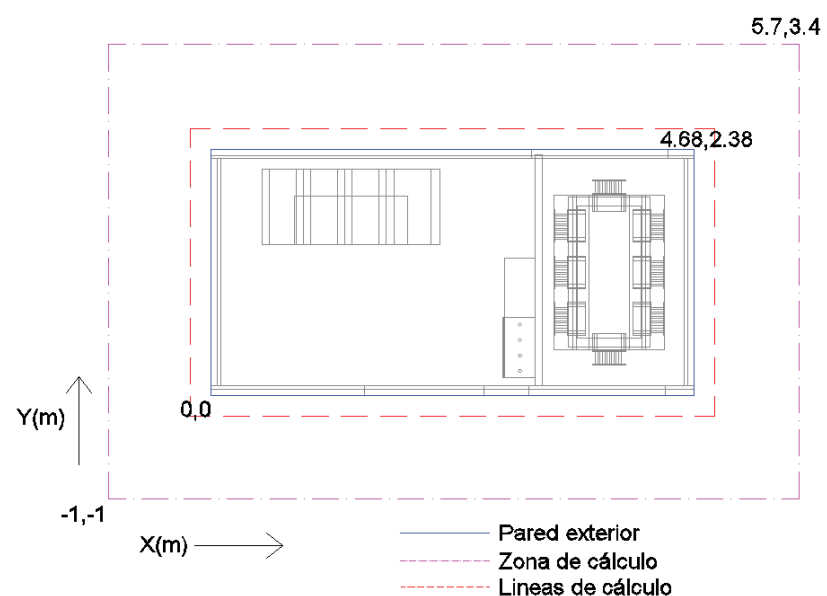 5.7,3.4
4.68,2.38
0,0
Y(m)
-1,-1
X(m)
Pared exterior
Zona de cálculo
Lineas de cálculo